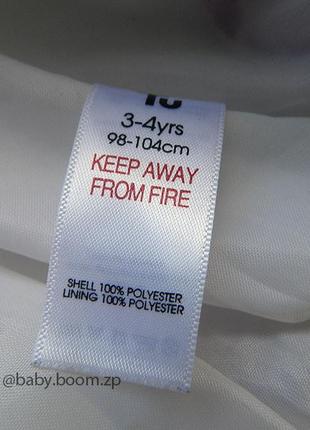 3-4yrs
98-104cm
KEEP AWAY
FROM FIRE
SHELL 100% POLYESTER
LINING 100% POLYESTER
@baby.boom.zp